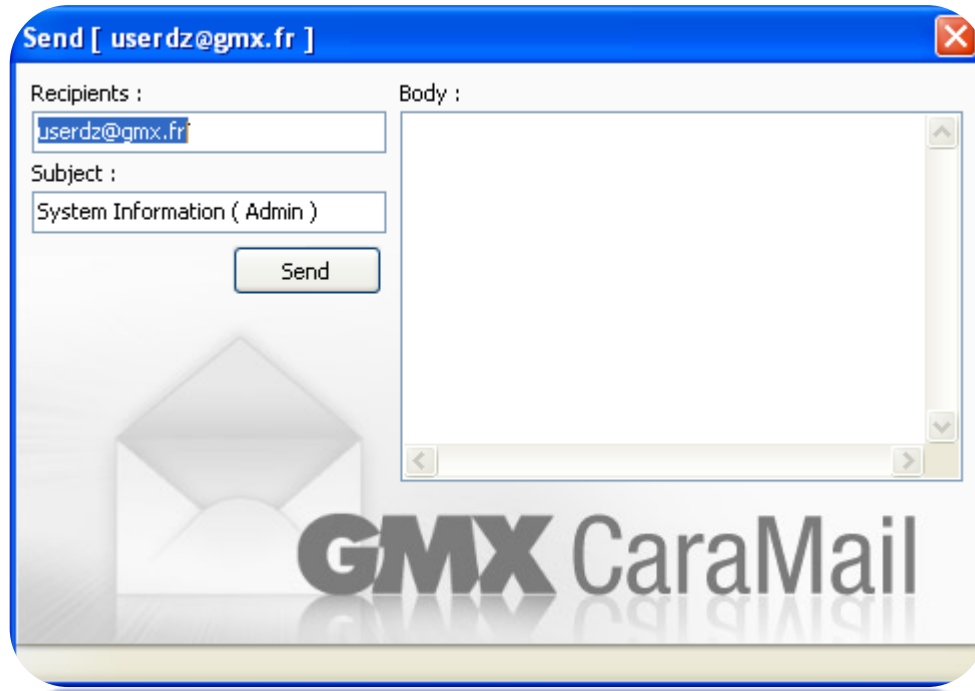 Send [ userdz@gmx.fr ]
Recipients :
userdz@gmx.fr
Subject :
System Information ( Admin )
Send
Body :
GMX CaraMail